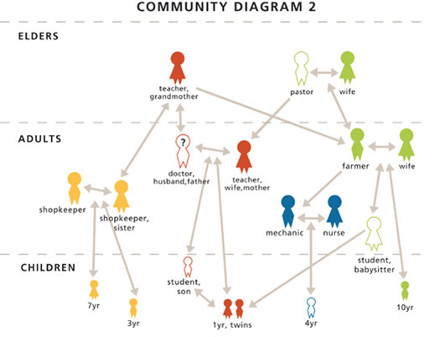 COMMUNITY DIAGRAM 2
ELDERS
teacher,
grandmother
pastor
wife
ADULTS
?
doctor,
husband,father
teacher,
wife,mother
farmer
wife
shopkeeper
shopkeeper,
sister
mechanic
nurse
student,
babysitter
CHILDREN
student,
son
7yr
3yr
1yr, twins
4yr
10yr